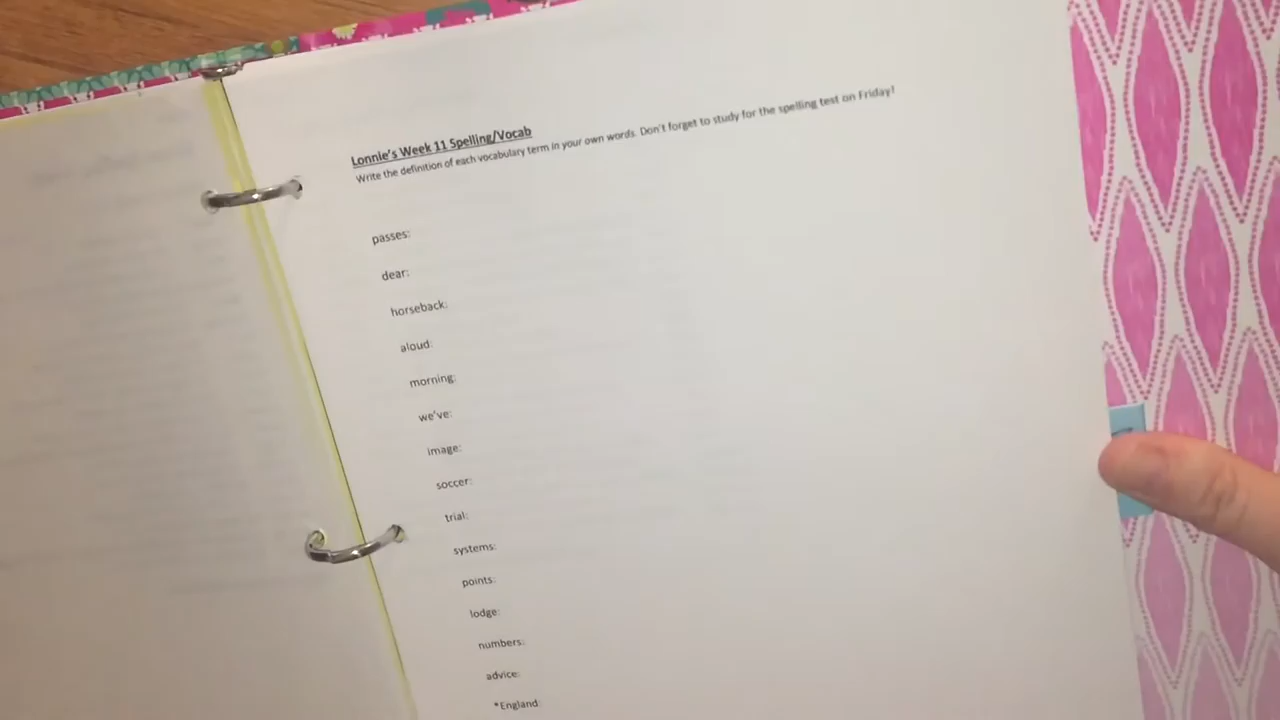 Lonnie's Week 11 Spelling/Vocab
Write the definition of each vocabulary term in your own words. Don't forget to study for the spelling test on Friday!
passes:
dear:
horseback:
aloud:
morning:
we've:
image:
soccer:
trial:
systems:
points:
lodge:
numbers:
advice:
*England: